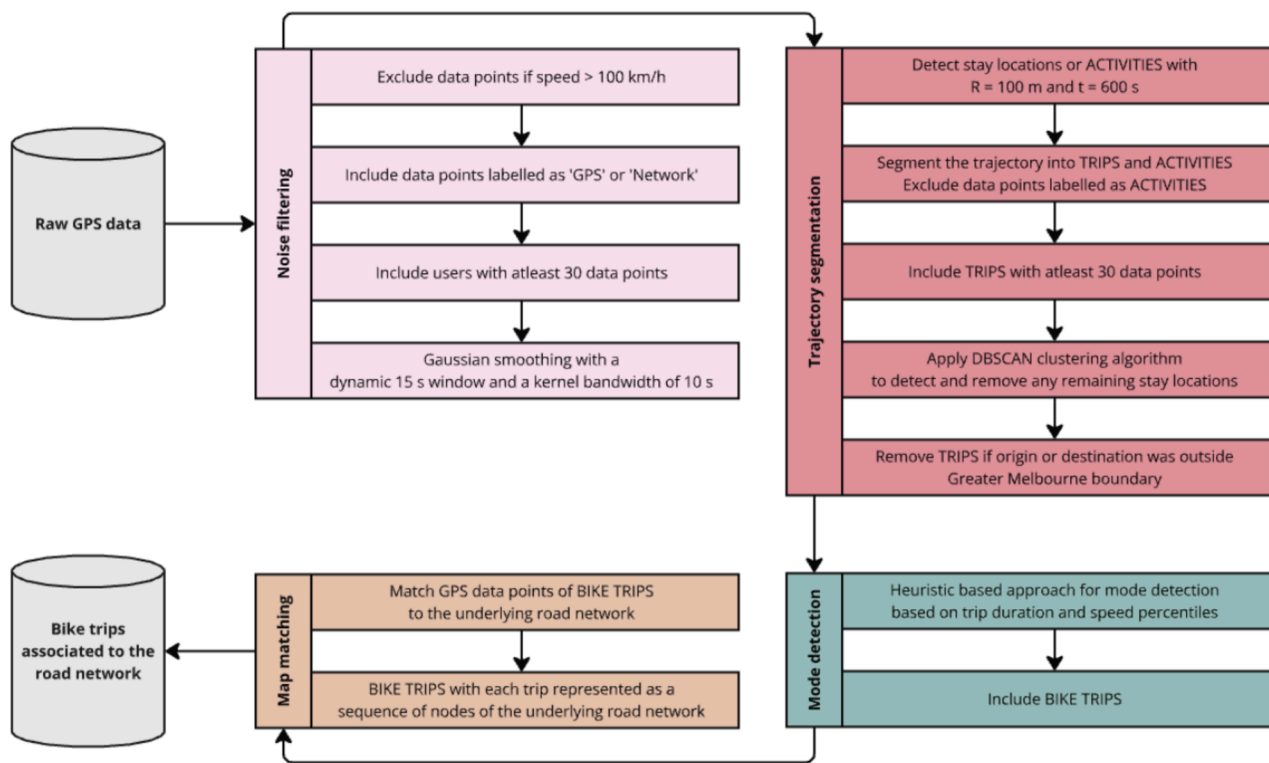 Raw GPS data
Noise filtering
Exclude data points if speed > 100 km/h
Include data points labelled as 'GPS' or 'Network'
Include users with atleast 30 data points
Gaussian smoothing with a
dynamic 15 s window and a kernel bandwidth of 10 s
Trajectory segmentation
Detect stay locations or ACTIVITIES with
R = 100 m and t = 600 s
Segment the trajectory into TRIPS and ACTIVITIES
Exclude data points labelled as ACTIVITIES
Include TRIPS with atleast 30 data points
Apply DBSCAN clustering algorithm
to detect and remove any remaining stay locations
Remove TRIPS if origin or destination was outside
Greater Melbourne boundary
Mode detection
Heuristic based approach for mode detection
based on trip duration and speed percentiles
Include BIKE TRIPS
Map matching
Match GPS data points of BIKE TRIPS
to the underlying road network
BIKE TRIPS with each trip represented as a
sequence of nodes of the underlying road network
Bike trips
associated to the
road network